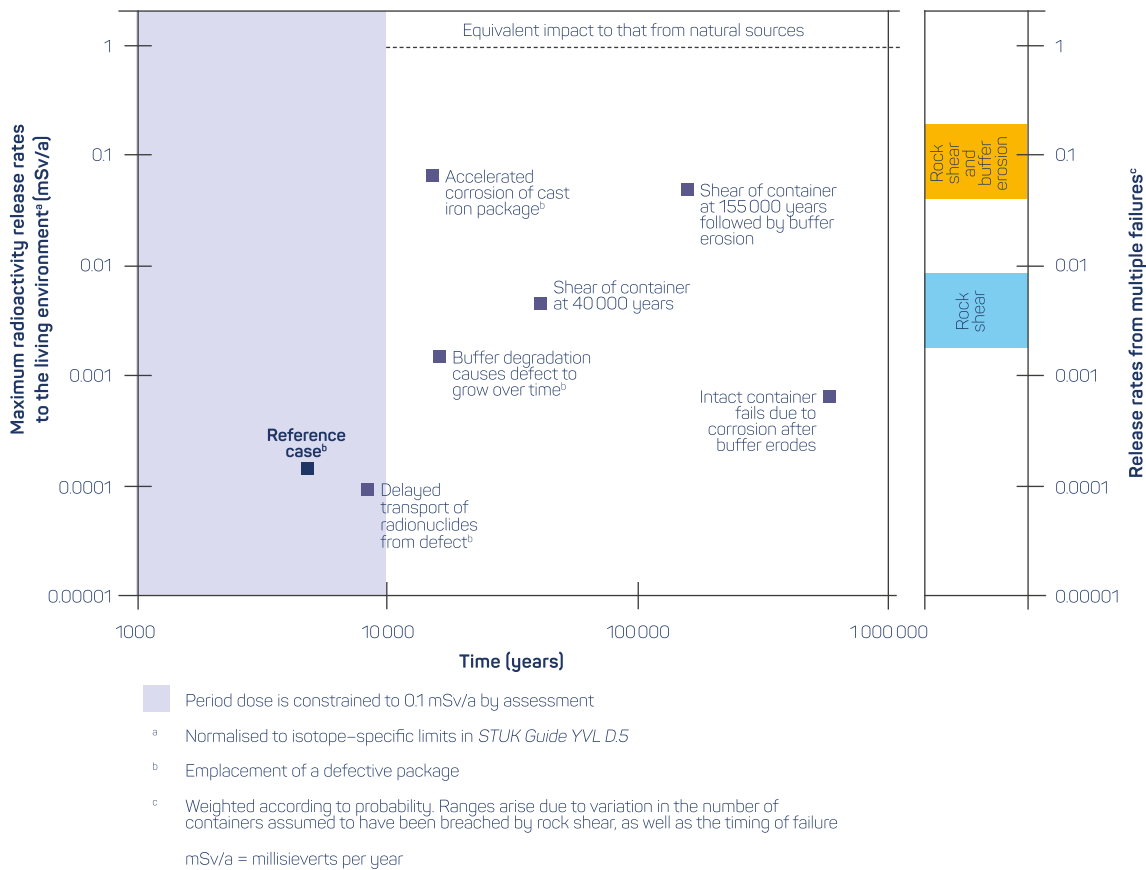 Equivalent impact to that from natural sources
Maximum radioactivity release rates
to the living environmentᵃ (mSv/a)
1
0.1
0.01
0.001
0.0001
0.00001
Accelerated
corrosion of cast
iron packageᵇ
Shear of container
at 155 000 years
followed by buffer
erosion
Shear of container
at 40 000 years
Buffer degradation
causes defect to
grow over timeᵇ
Intact container
fails due to
corrosion after
buffer erodes
Reference
caseᵇ
Delayed
transport of
radionuclides
from defectᵇ
1000
10 000
100 000
1 000 000
Time (years)
Rock
shear
and
buffer
erosion
Rock
shear
1
0.1
0.01
0.001
0.0001
0.00001
Release rates from multiple failuresᶜ
Period dose is constrained to 0.1 mSv/a by assessment
ᵃ Normalised to isotope–specific limits in STUK Guide YVL D.5
ᵇ Emplacement of a defective package
ᶜ Weighted according to probability. Ranges arise due to variation in the number of
containers assumed to have been breached by rock shear, as well as the timing of failure
mSv/a = millisieverts per year